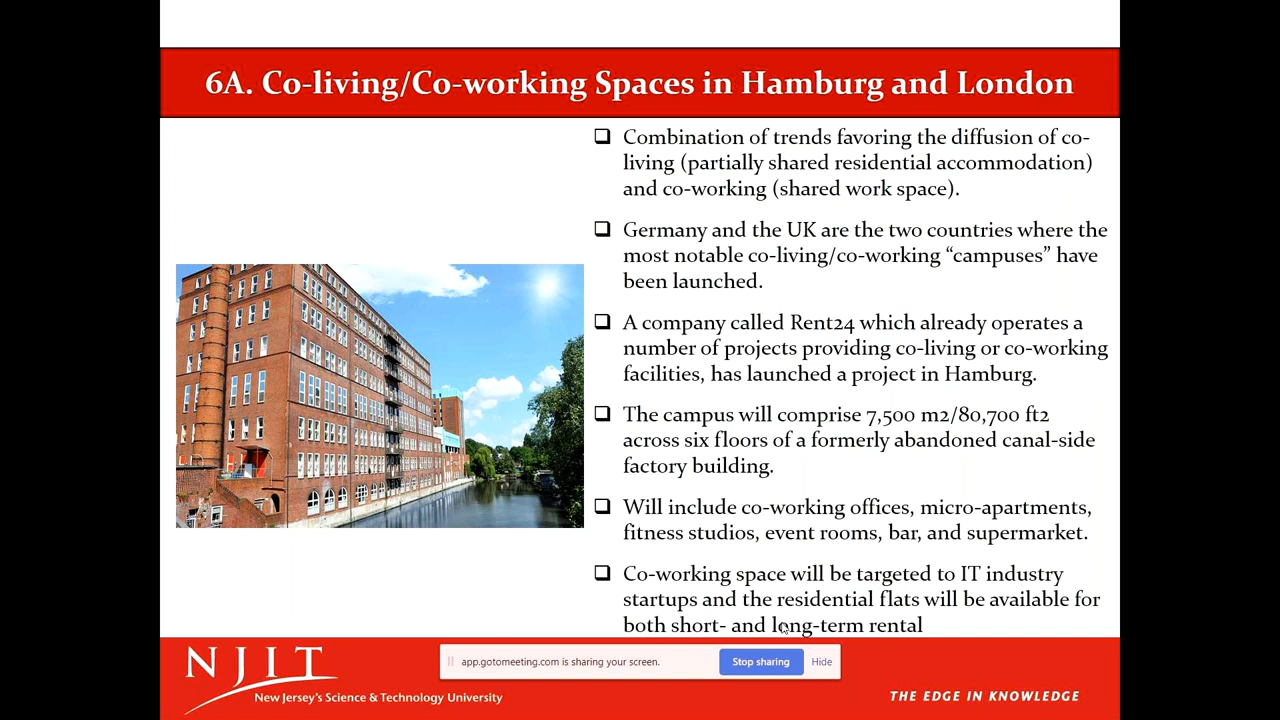 6A. Co-living/Co-working Spaces in Hamburg and London
❑ Combination of trends favoring the diffusion of co-
living (partially shared residential accommodation)
and co-working (shared work space).
❑ Germany and the UK are the two countries where the
most notable co-living/co-working “campuses” have
been launched.
❑ A company called Rent24 which already operates a
number of projects providing co-living or co-working
facilities, has launched a project in Hamburg.
❑ The campus will comprise 7,500 m2/80,700 ft2
across six floors of a formerly abandoned canal-side
factory building.
❑ Will include co-working offices, micro-apartments,
fitness studios, event rooms, bar, and supermarket.
❑ Co-working space will be targeted to IT industry
startups and the residential flats will be available for
both short- and long-term rental
NJIT
New Jersey's Science & Technology University
app.gotomeeting.com is sharing your screen.
Stop sharing
Hide
THE EDGE IN KNOWLEDGE